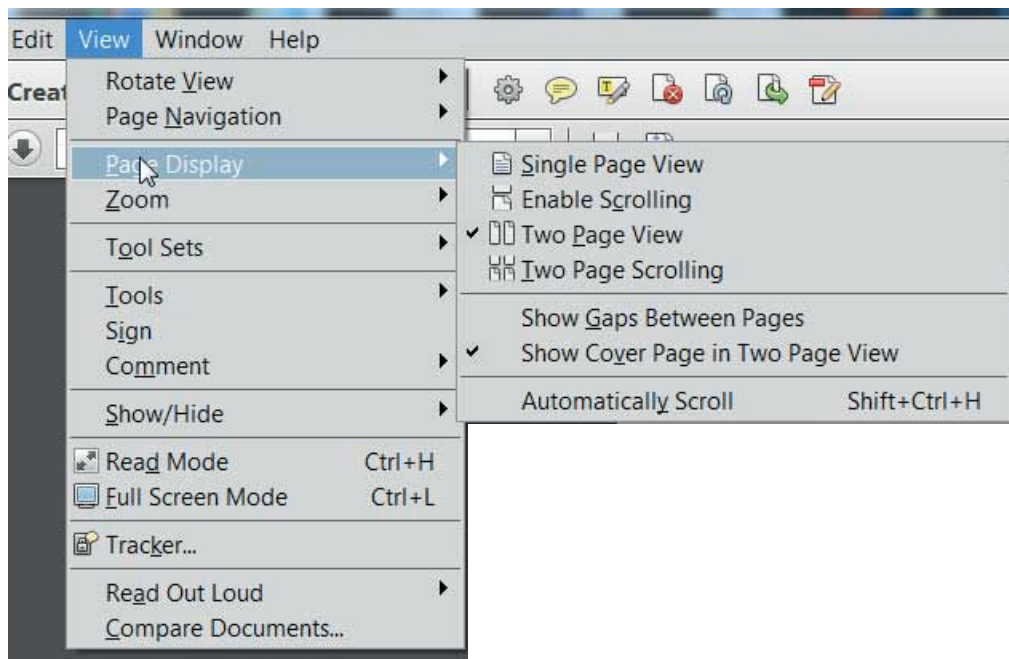 Edit View Window Help
Creat
Rotate View
Page Navigation
Page Display
Zoom
Tool Sets
Tools
Sign
Comment
Show/Hide
Read Mode Ctrl+H
Full Screen Mode Ctrl+L
Tracker...
Read Out Loud
Compare Documents...
Single Page View
Enable Scrolling
Two Page View
Two Page Scrolling
Show Gaps Between Pages
Show Cover Page in Two Page View
Automatically Scroll Shift+Ctrl+H